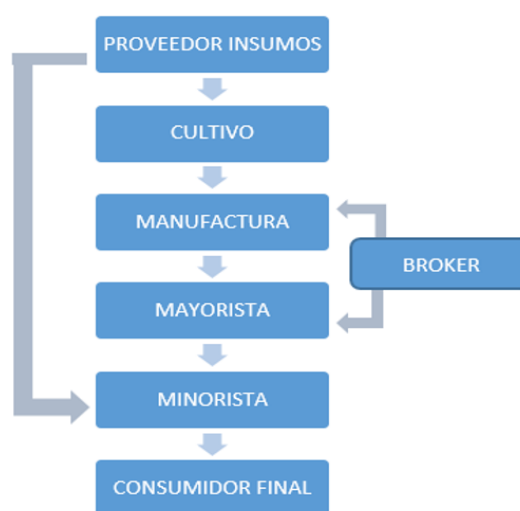 PROVEEDOR INSUMOS
CULTIVO
MANUFACTURA
BROKER
MAYORISTA
MINORISTA
CONSUMIDOR FINAL